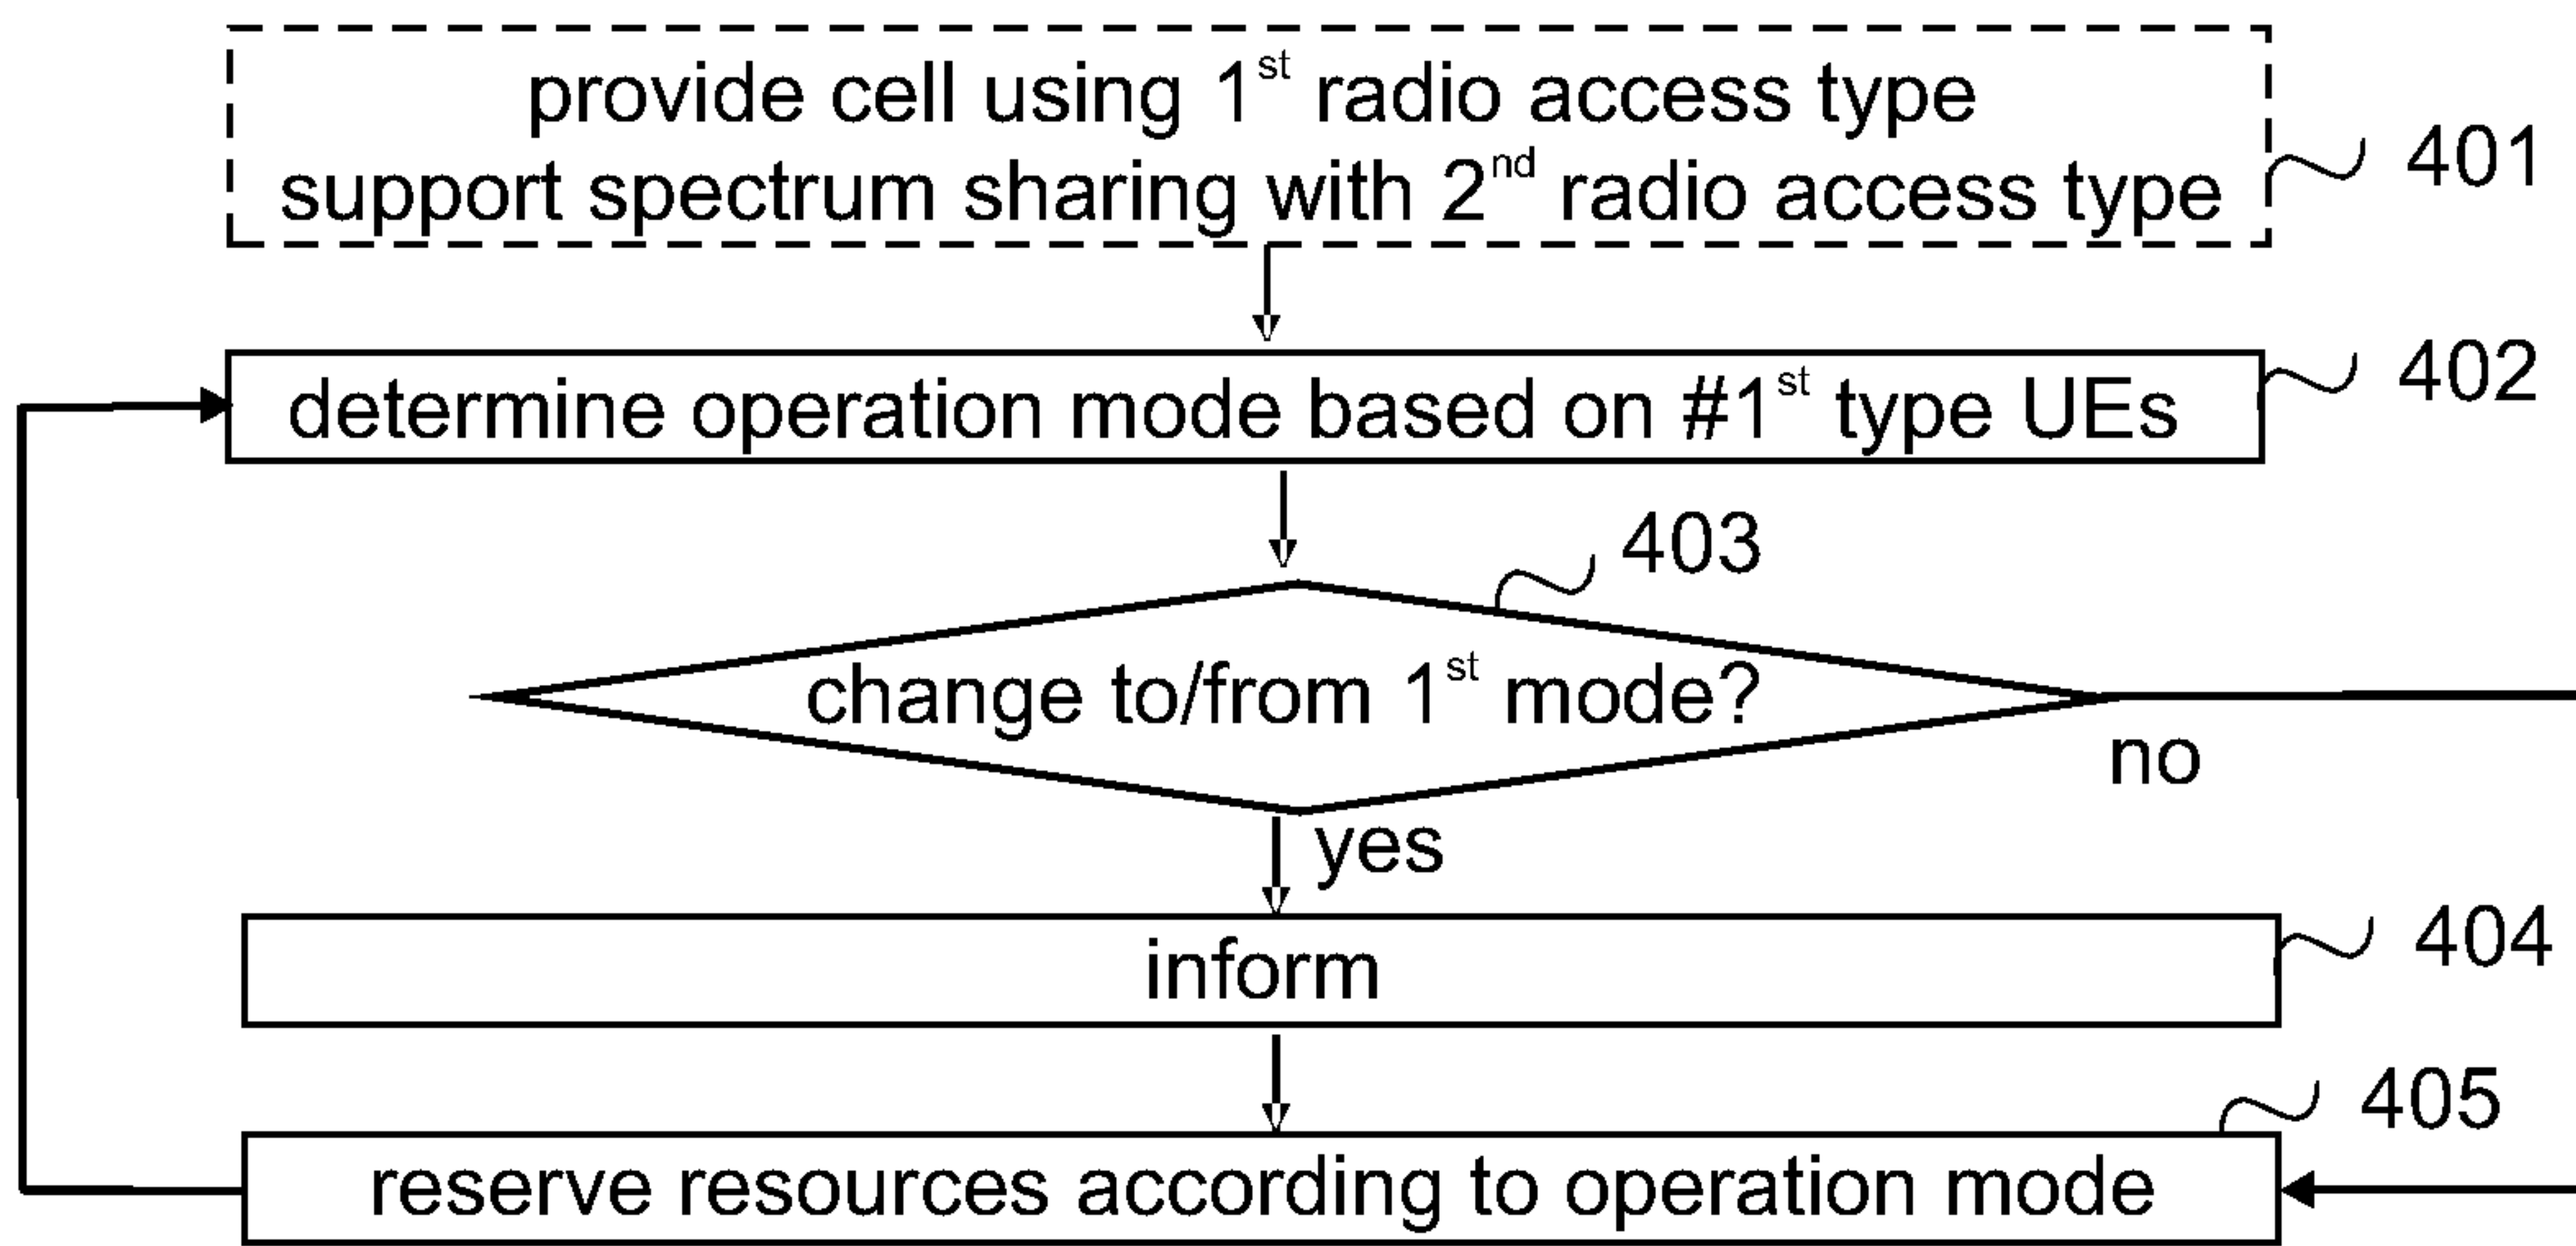 provide cell using 1st radio access type
support spectrum sharing with 2nd radio access type
401
determine operation mode based on #1st type UEs
402
403
change to/from 1st mode?
no
yes
inform
404
405
reserve resources according to operation mode